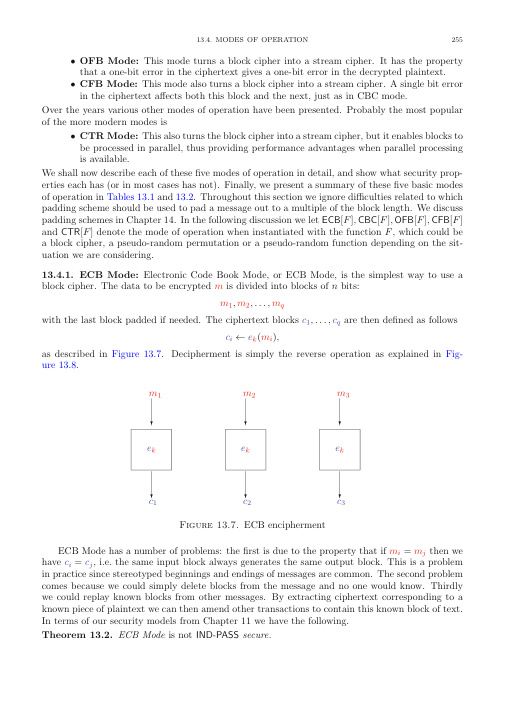 13.4. MODES OF OPERATION 255
• OFB Mode: This mode turns a block cipher into a stream cipher. It has the property
that a one-bit error in the ciphertext gives a one-bit error in the decrypted plaintext.
• CFB Mode: This mode also turns a block cipher into a stream cipher. A single bit error
in the ciphertext affects both this block and the next, just as in CBC mode.
Over the years various other modes of operation have been presented. Probably the most popular
of the more modern modes is
• CTR Mode: This also turns the block cipher into a stream cipher, but it enables blocks to
be processed in parallel, thus providing performance advantages when parallel processing
is available.
We shall now describe each of these five modes of operation in detail, and show what security prop-
erties each has (or in most cases has not). Finally, we present a summary of these five basic modes
of operation in Tables 13.1 and 13.2. Throughout this section we ignore difficulties related to which
padding scheme should be used to pad a message out to a multiple of the block length. We discuss
padding schemes in Chapter 14. In the following discussion we let ECB[F], CBC[F], OFB[F], CFB[F]
and CTR[F] denote the mode of operation when instantiated with the function F, which could be
a block cipher, a pseudo-random permutation or a pseudo-random function depending on the sit-
uation we are considering.
13.4.1. ECB Mode: Electronic Code Book Mode, or ECB Mode, is the simplest way to use a
block cipher. The data to be encrypted m is divided into blocks of n bits:
m₁, m₂, . . . , m_q
with the last block padded if needed. The ciphertext blocks c₁, . . . , c_q are then defined as follows
c_i ← e_k(m_i),
as described in Figure 13.7. Decipherment is simply the reverse operation as explained in Fig-
ure 13.8.
m₁ m₂ m₃
e_k e_k e_k
c₁ c₂ c₃
Figure 13.7. ECB encipherment
ECB Mode has a number of problems: the first is due to the property that if m_i = m_j then we
have c_i = c_j, i.e. the same input block always generates the same output block. This is a problem
in practice since stereotyped beginnings and endings of messages are common. The second problem
comes because we could simply delete blocks from the message and no one would know. Thirdly
we could replay known blocks from other messages. By extracting ciphertext corresponding to a
known piece of plaintext we can then amend other transactions to contain this known block of text.
In terms of our security models from Chapter 11 we have the following.
Theorem 13.2. ECB Mode is not IND-PASS secure.